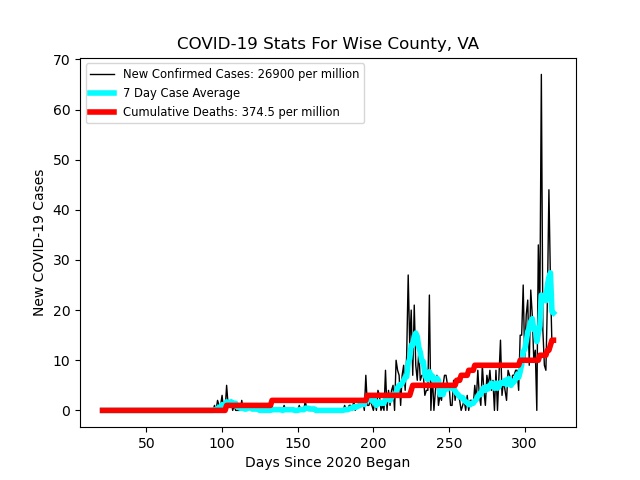 COVID-19 Stats For Wise County, VA
New Confirmed Cases: 26900 per million
7 Day Case Average
Cumulative Deaths: 374.5 per million
New COVID-19 Cases
70
60
50
40
30
20
10
0
50 100 150 200 250 300
Days Since 2020 Began